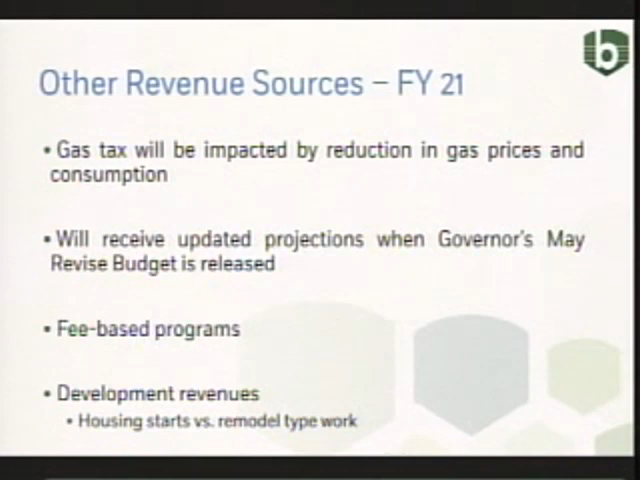 b
Other Revenue Sources – FY 21
• Gas tax will be impacted by reduction in gas prices and
consumption
• Will receive updated projections when Governor's May
Revise Budget is released
• Fee-based programs
• Development revenues
• Housing starts vs. remodel type work